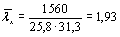 λ̄ₓ = 1560 / (25,8 · 31,3) = 1,93